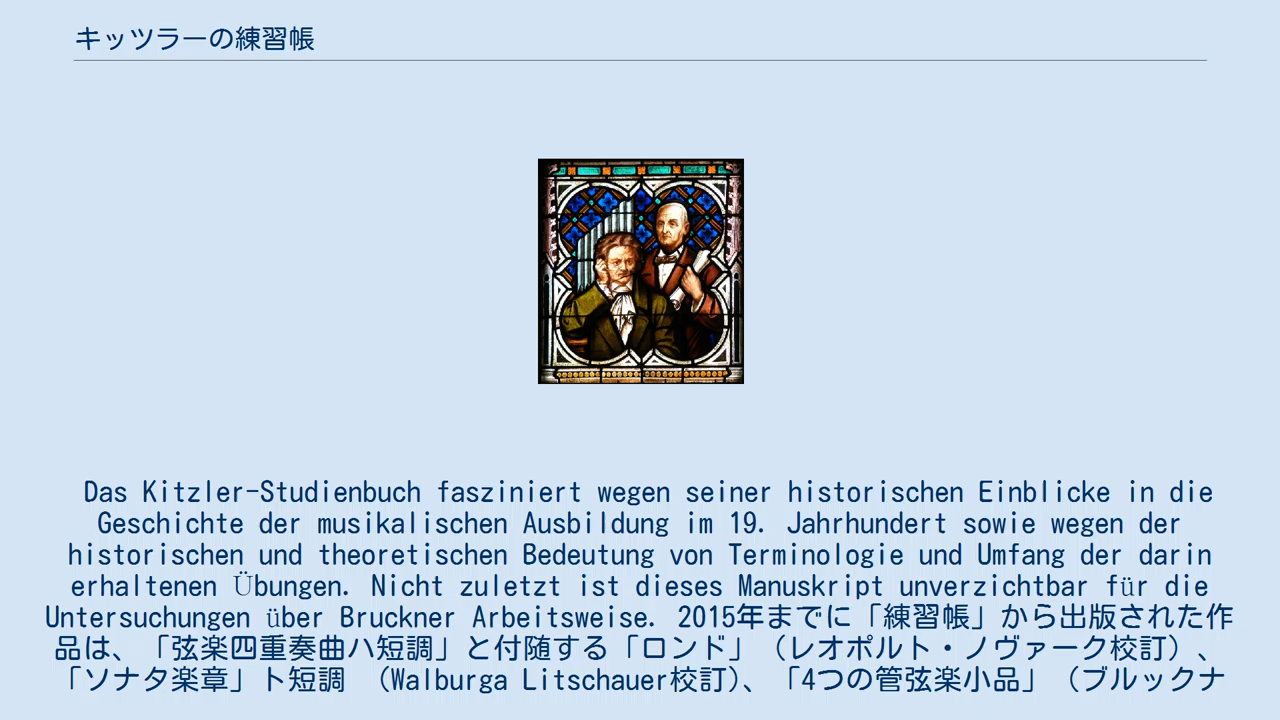 キッツラーの練習帳
Das Kitzler-Studienbuch fasziniert wegen seiner historischen Einblicke in die
Geschichte der musikalischen Ausbildung im 19. Jahrhundert sowie wegen der
historischen und theoretischen Bedeutung von Terminologie und Umfang der darin
erhaltenen Übungen. Nicht zuletzt ist dieses Manuskript unverzichtbar für die
Untersuchungen über Bruckner Arbeitsweise. 2015年までに「練習帳」から出版された作
品は、「弦楽四重奏曲ハ短調」と付随する「ロンド」（レオポルト・ノヴァーク校訂）、
「ソナタ楽章」ト短調 （Walburga Litschauer校訂)、「4つの管弦楽小品」（ブルックナ